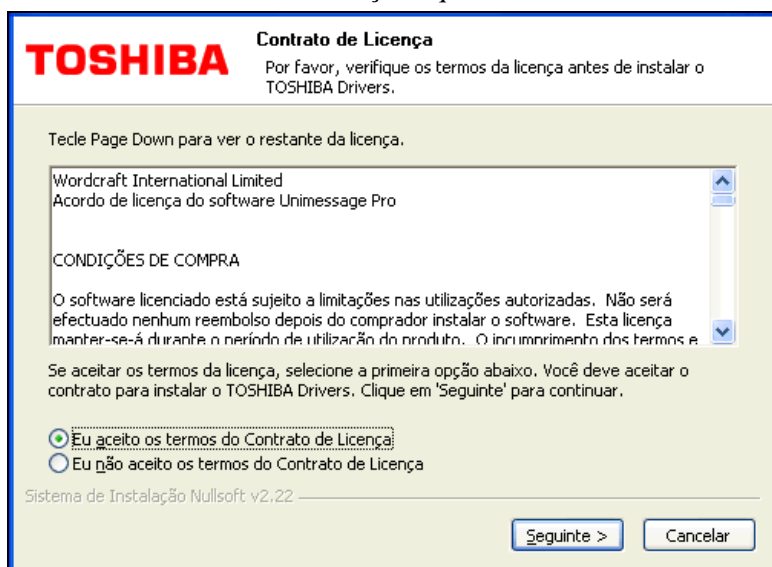 TOSHIBA
Contrato de Licença
Por favor, verifique os termos da licença antes de instalar o
TOSHIBA Drivers.
Tecle Page Down para ver o restante da licença.
Wordcraft International Limited
Acordo de licença do software Unimessage Pro
CONDIÇÕES DE COMPRA
O software licenciado está sujeito a limitações nas utilizações autorizadas. Não será
efectuado nenhum reembolso depois do comprador instalar o software. Esta licença
manter-se-á durante o período de utilização do produto. O incumprimento dos termos e
Se aceitar os termos da licença, selecione a primeira opção abaixo. Você deve aceitar o
contrato para instalar o TOSHIBA Drivers. Clique em 'Seguinte' para continuar.
Eu aceito os termos do Contrato de Licença
Eu não aceito os termos do Contrato de Licença
Sistema de Instalação Nullsoft v2.22
Seguinte >
Cancelar